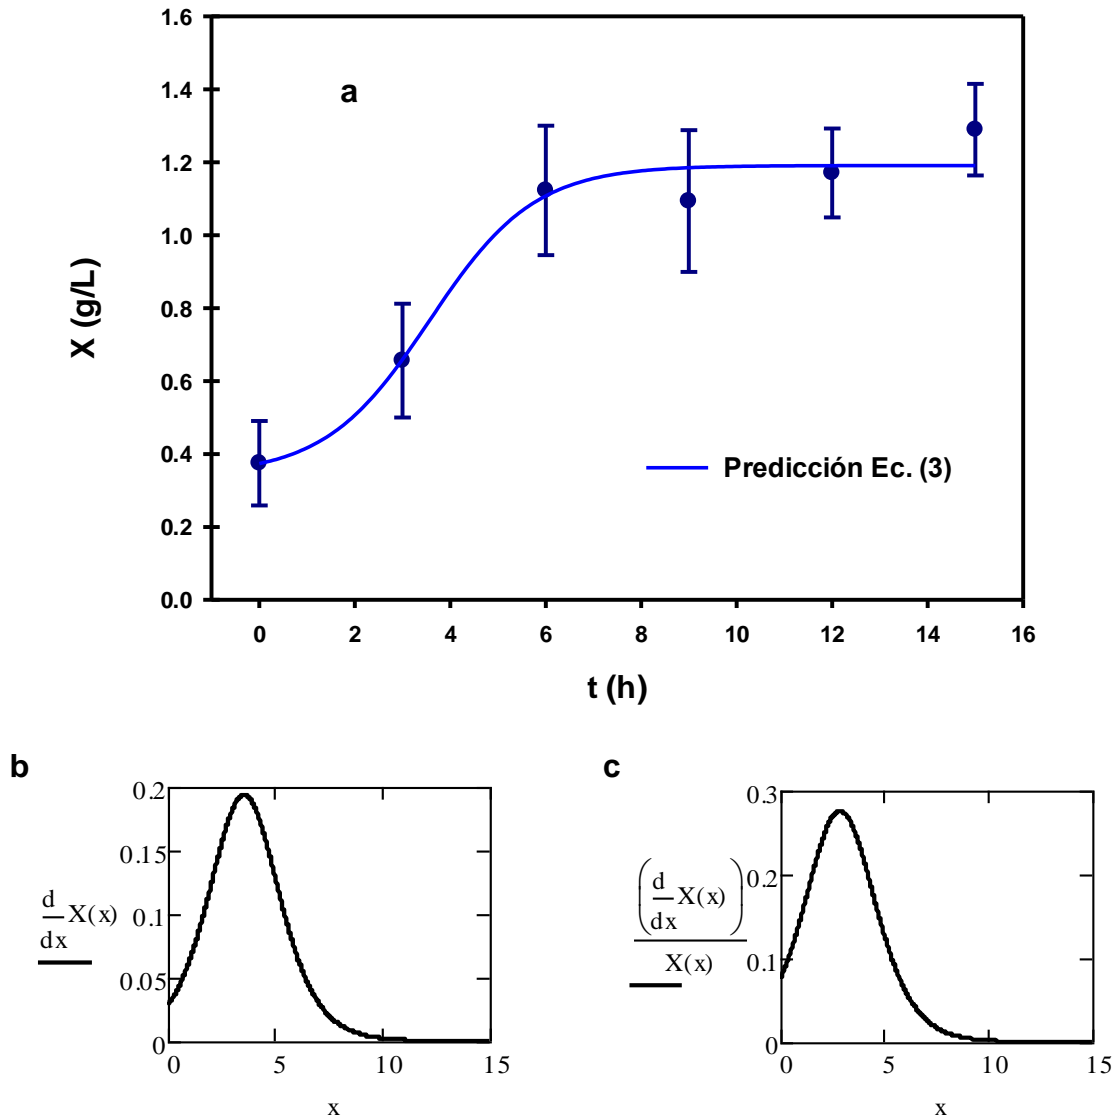 a
1.6
1.4
1.2
1.0
0.8
0.6
0.4
0.2
0.0
X (g/L)
Predicción Ec. (3)
0 2 4 6 8 10 12 14 16
t (h)
b
0.2
0.15
0.1
0.05
0
d
dx
X(x)
0 5 10 15
x
c
0.3
0.2
0.1
0
(d
dx
X(x))
X(x)
0 5 10 15
x